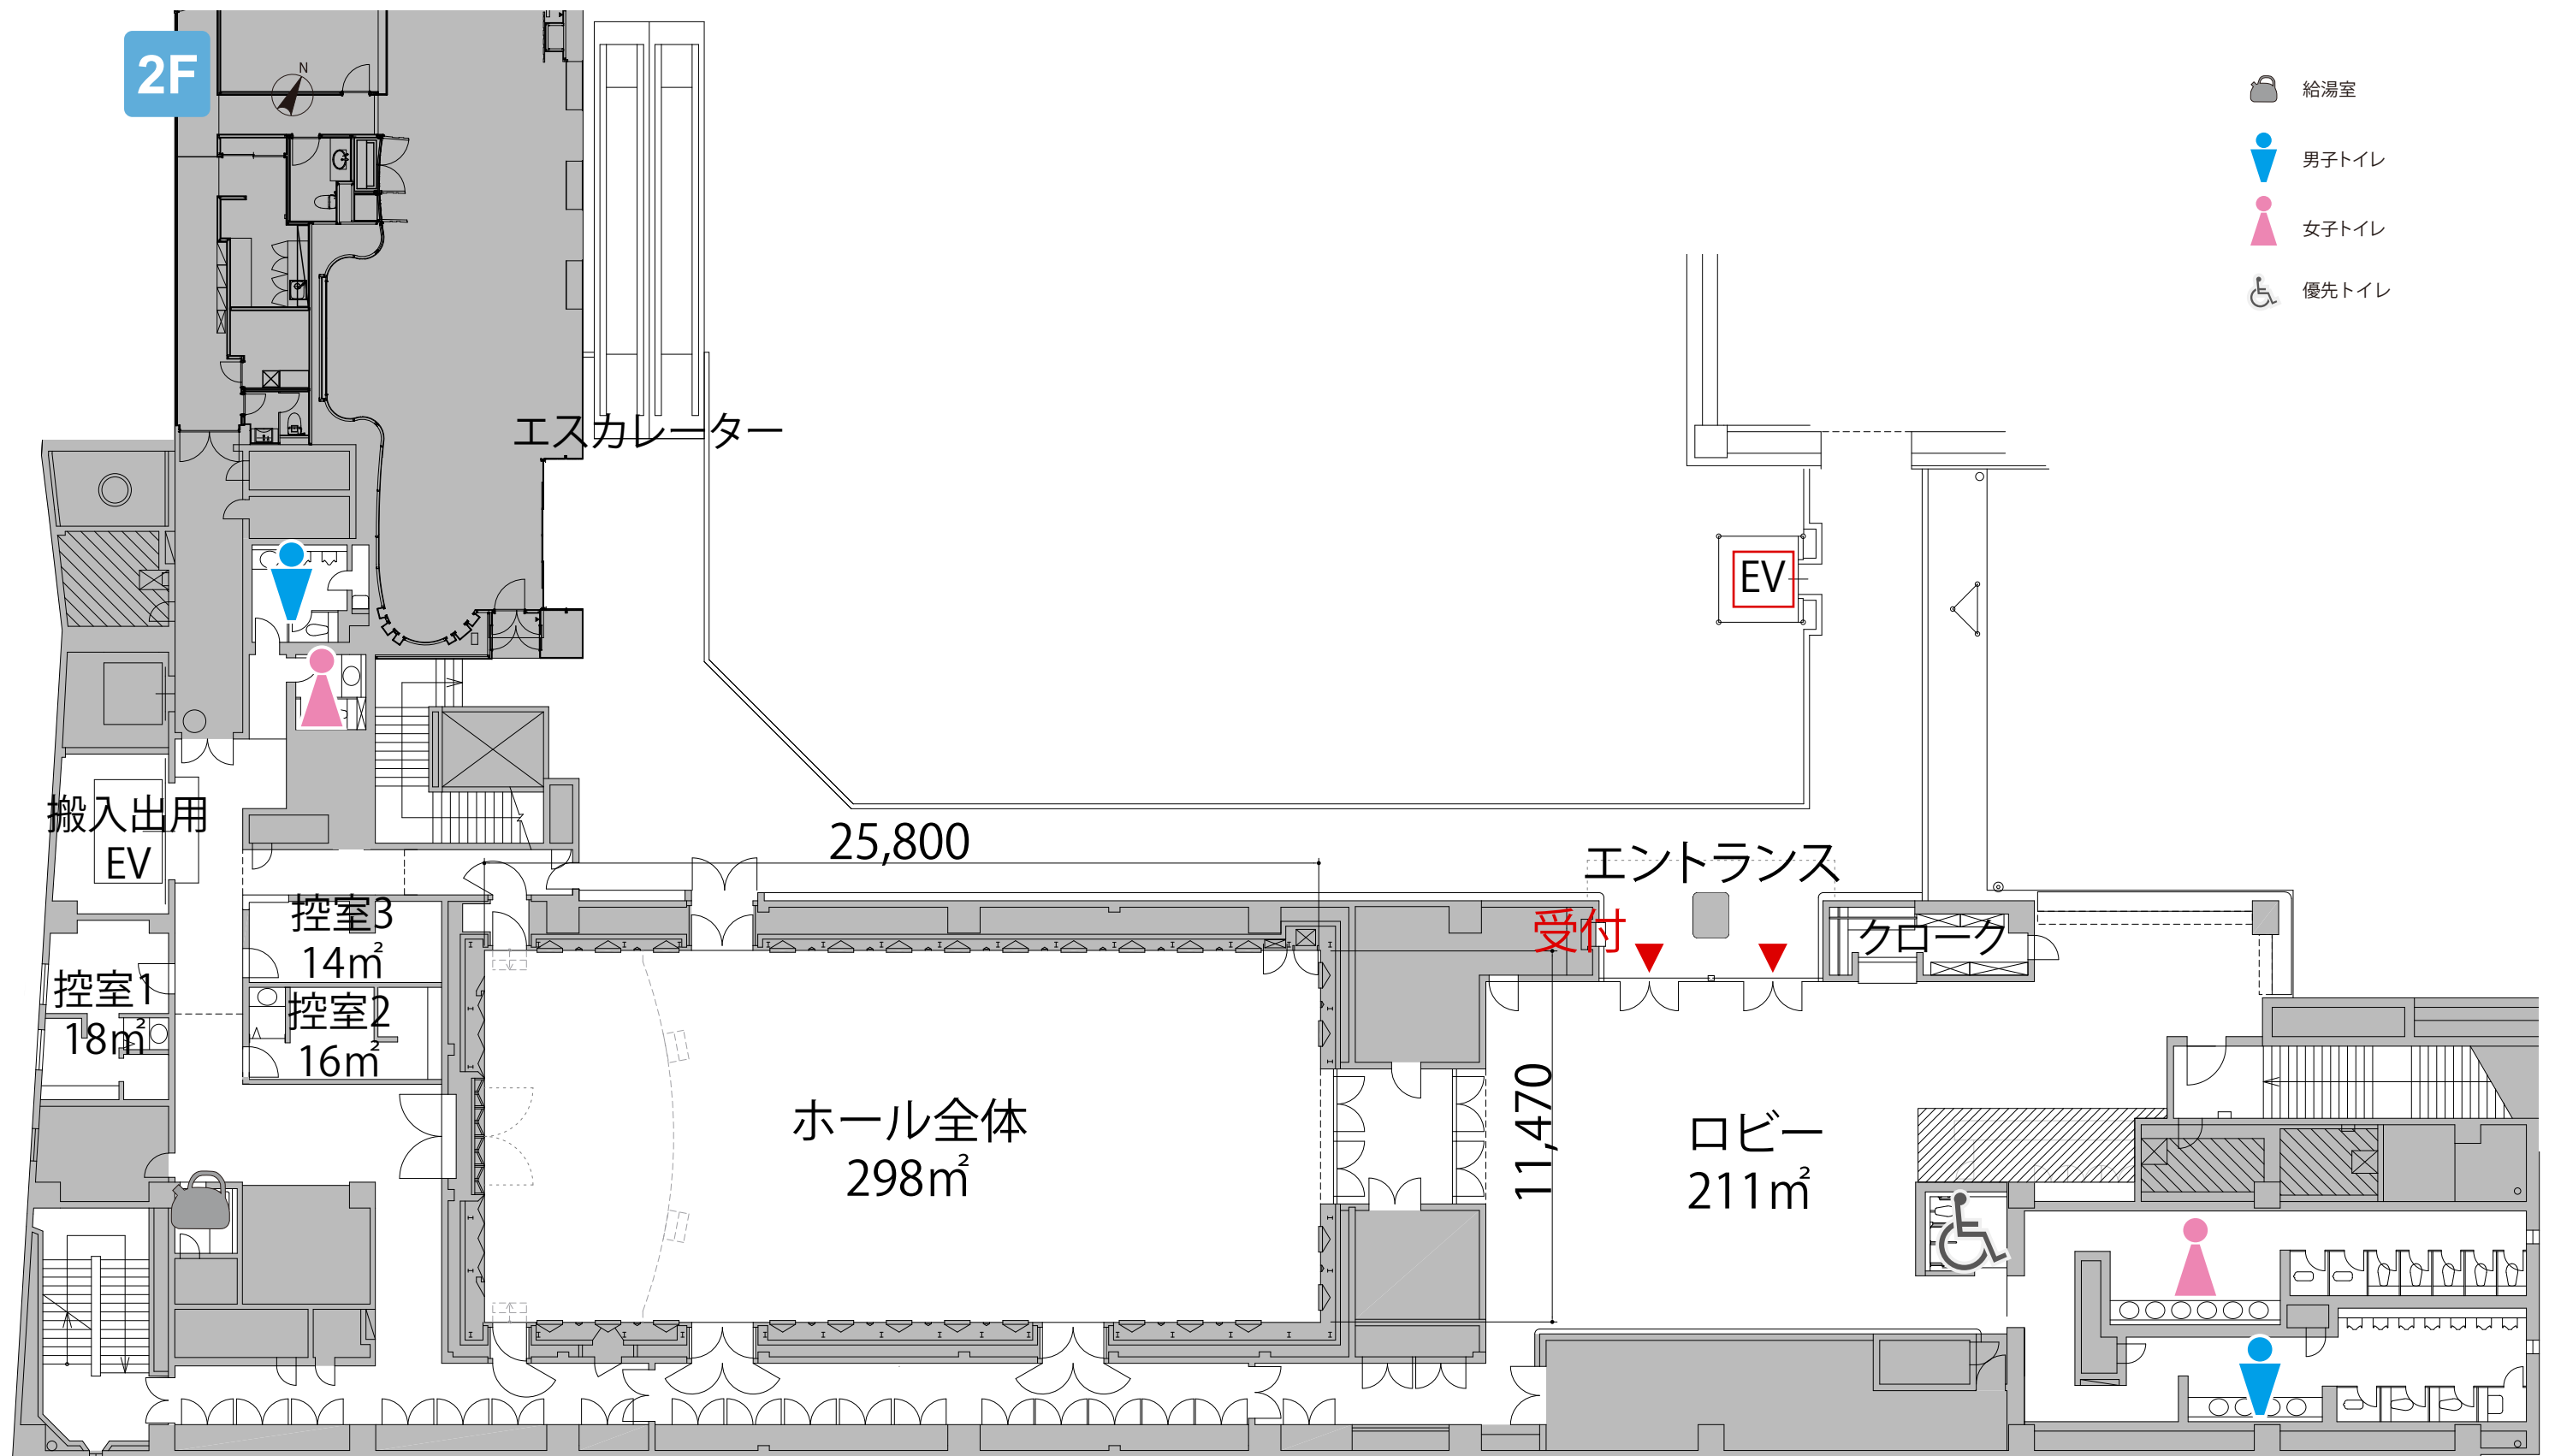 2F
N
給湯室
男子トイレ
女子トイレ
優先トイレ
エスカレーター
EV
搬入出用
EV
25,800
エントランス
受付
クローク
控室3
14㎡
控室1
18㎡
控室2
16㎡
ホール全体
298㎡
11,470
ロビー
211㎡